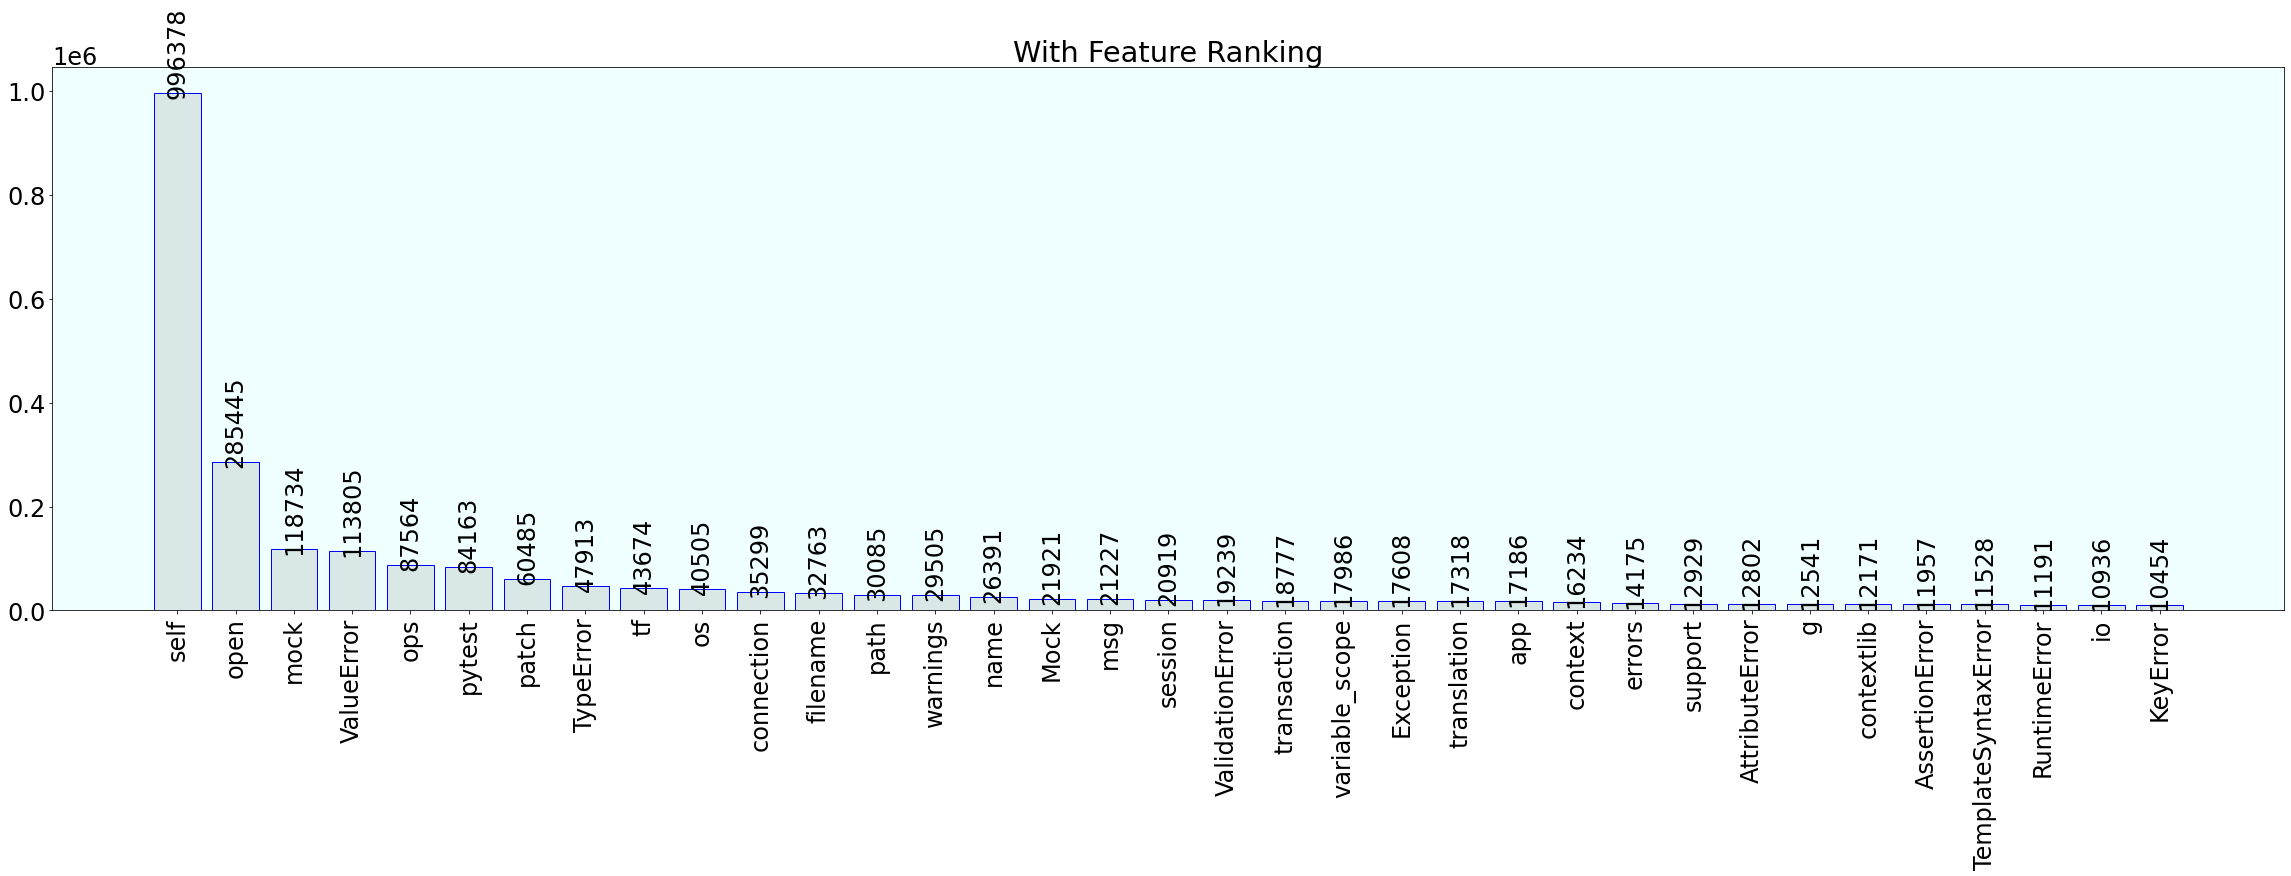 With Feature Ranking
1e6
1.0
0.8
0.6
0.4
0.2
0.0
996378
285445
118734
113805
87564
84163
60485
47913
43674
40505
35299
32763
30085
29505
26391
21921
21227
20919
19239
18777
17986
17608
17318
17186
16234
14175
12929
12802
12541
12171
11957
11528
11191
10936
10454
self
open
mock
ValueError
ops
pytest
patch
TypeError
tf
os
connection
filename
path
warnings
name
Mock
msg
session
ValidationError
transaction
variable_scope
Exception
translation
app
context
errors
support
AttributeError
g
contextlib
AssertionError
TemplateSyntaxError
RuntimeError
io
KeyError